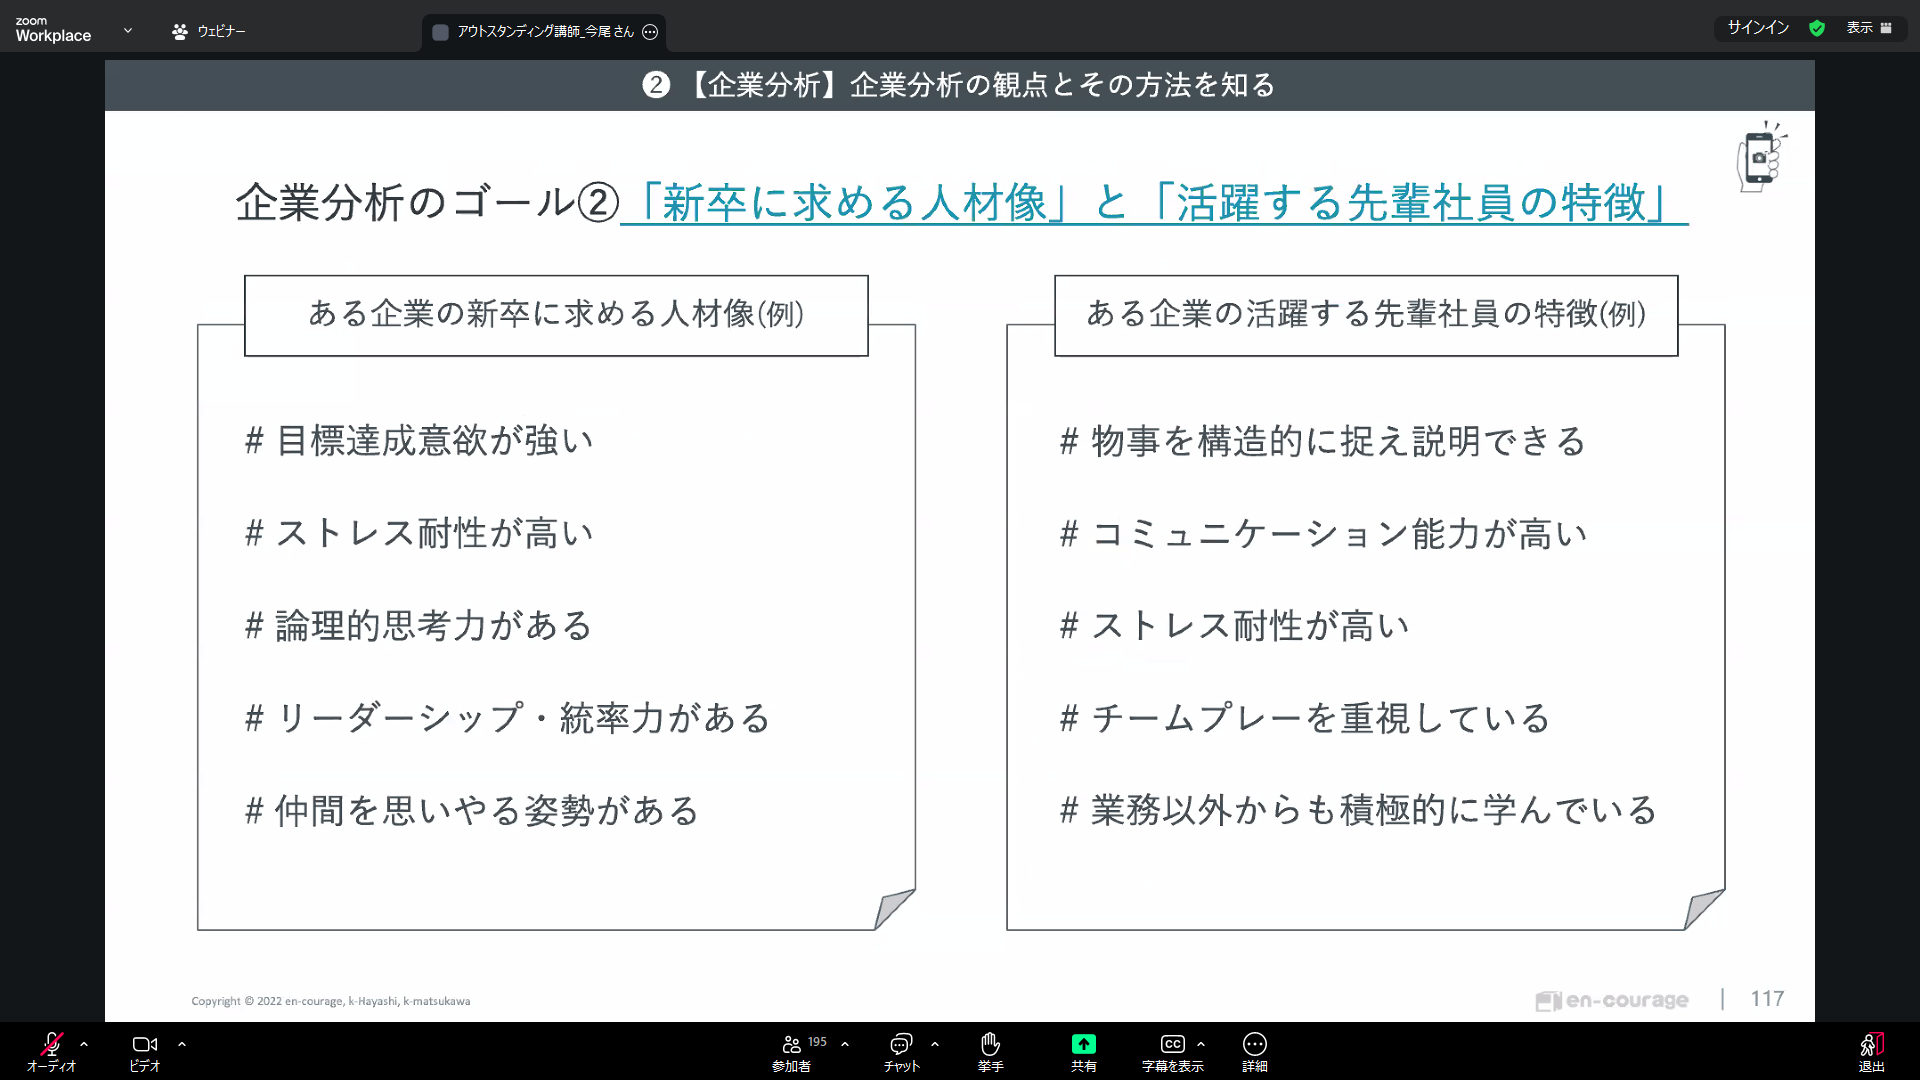 zoom
Workplace
ウェビナー
アウトスタンディング講師_今尾 さん
サインイン
表示
❷ 【企業分析】企業分析の観点とその方法を知る
企業分析のゴール②「新卒に求める人材像」と「活躍する先輩社員の特徴」
ある企業の新卒に求める人材像(例)
# 目標達成意欲が強い
# ストレス耐性が高い
# 論理的思考力がある
# リーダーシップ・統率力がある
# 仲間を思いやる姿勢がある
ある企業の活躍する先輩社員の特徴(例)
# 物事を構造的に捉え説明できる
# コミュニケーション能力が高い
# ストレス耐性が高い
# チームプレーを重視している
# 業務以外からも積極的に学んでいる
Copyright © 2022 en-courage, k-Hayashi, k-matsukawa
en-courage
117
オーディオ
ビデオ
195
参加者
チャット
挙手
共有
CC
字幕を表示
詳細
退出